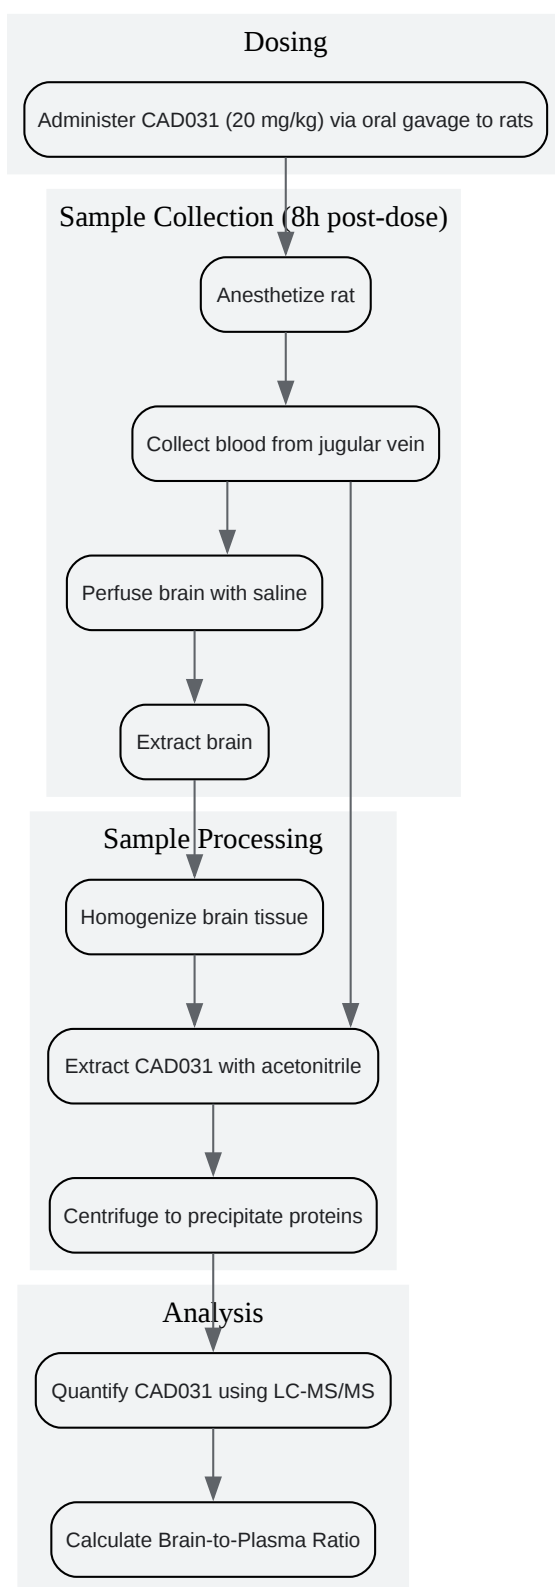 Dosing
Administer CAD031 (20 mg/kg) via oral gavage to rats
Sample Collection (8h post-dose)
Anesthetize rat
Collect blood from jugular vein
Perfuse brain with saline
Extract brain
Sample Processing
Homogenize brain tissue
Extract CAD031 with acetonitrile
Centrifuge to precipitate proteins
Analysis
Quantify CAD031 using LC-MS/MS
Calculate Brain-to-Plasma Ratio